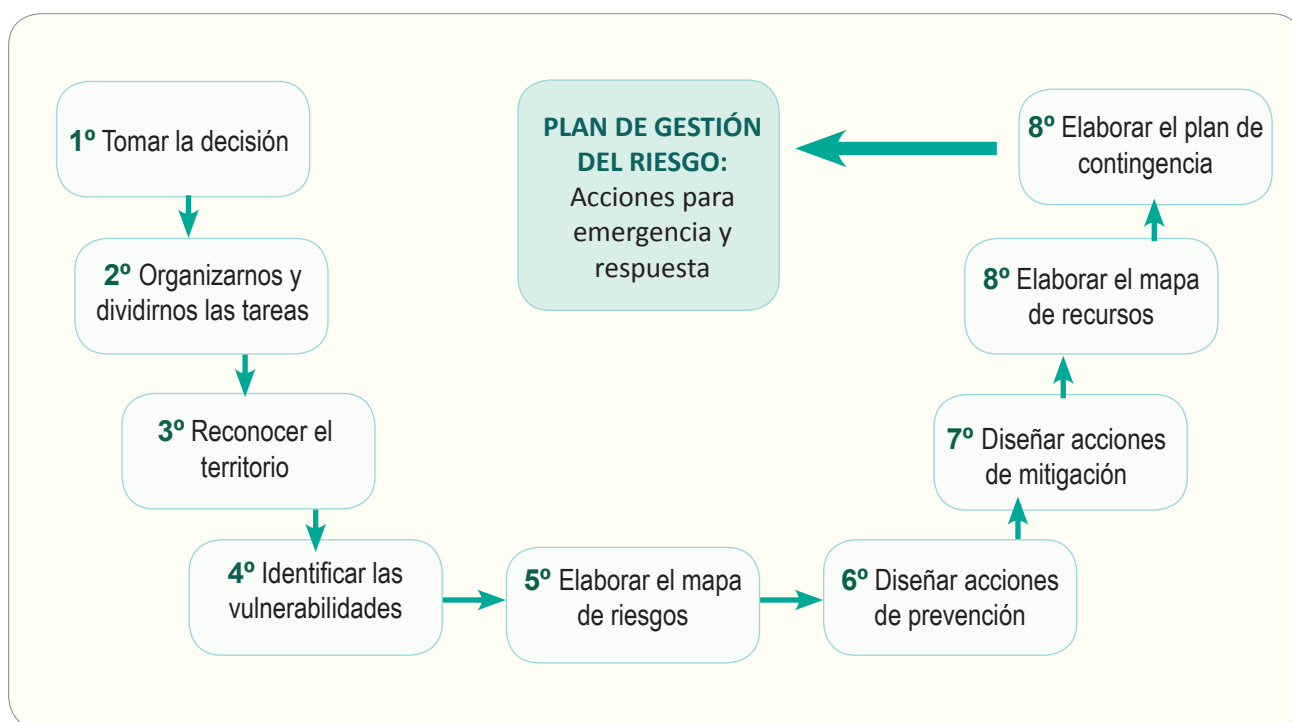 1º Tomar la decisión
2º Organizarnos y
dividirnos las tareas
3º Reconocer el
territorio
4º Identificar las
vulnerabilidades
5º Elaborar el mapa
de riesgos
6º Diseñar acciones
de prevención
7º Diseñar acciones
de mitigación
8º Elaborar el mapa
de recursos
8º Elaborar el plan de
contingencia
PLAN DE GESTIÓN
DEL RIESGO:
Acciones para
emergencia y
respuesta